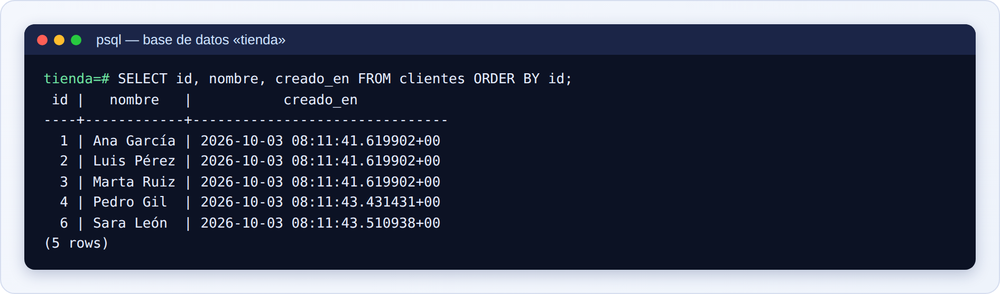 psql — base de datos «tienda»
tienda=# SELECT id, nombre, creado_en FROM clientes ORDER BY id;
 id |   nombre   |           creado_en
----+------------+-------------------------------
  1 | Ana García | 2026-10-03 08:11:41.619902+00
  2 | Luis Pérez | 2026-10-03 08:11:41.619902+00
  3 | Marta Ruiz | 2026-10-03 08:11:41.619902+00
  4 | Pedro Gil  | 2026-10-03 08:11:43.431431+00
  6 | Sara León  | 2026-10-03 08:11:43.510938+00
(5 rows)